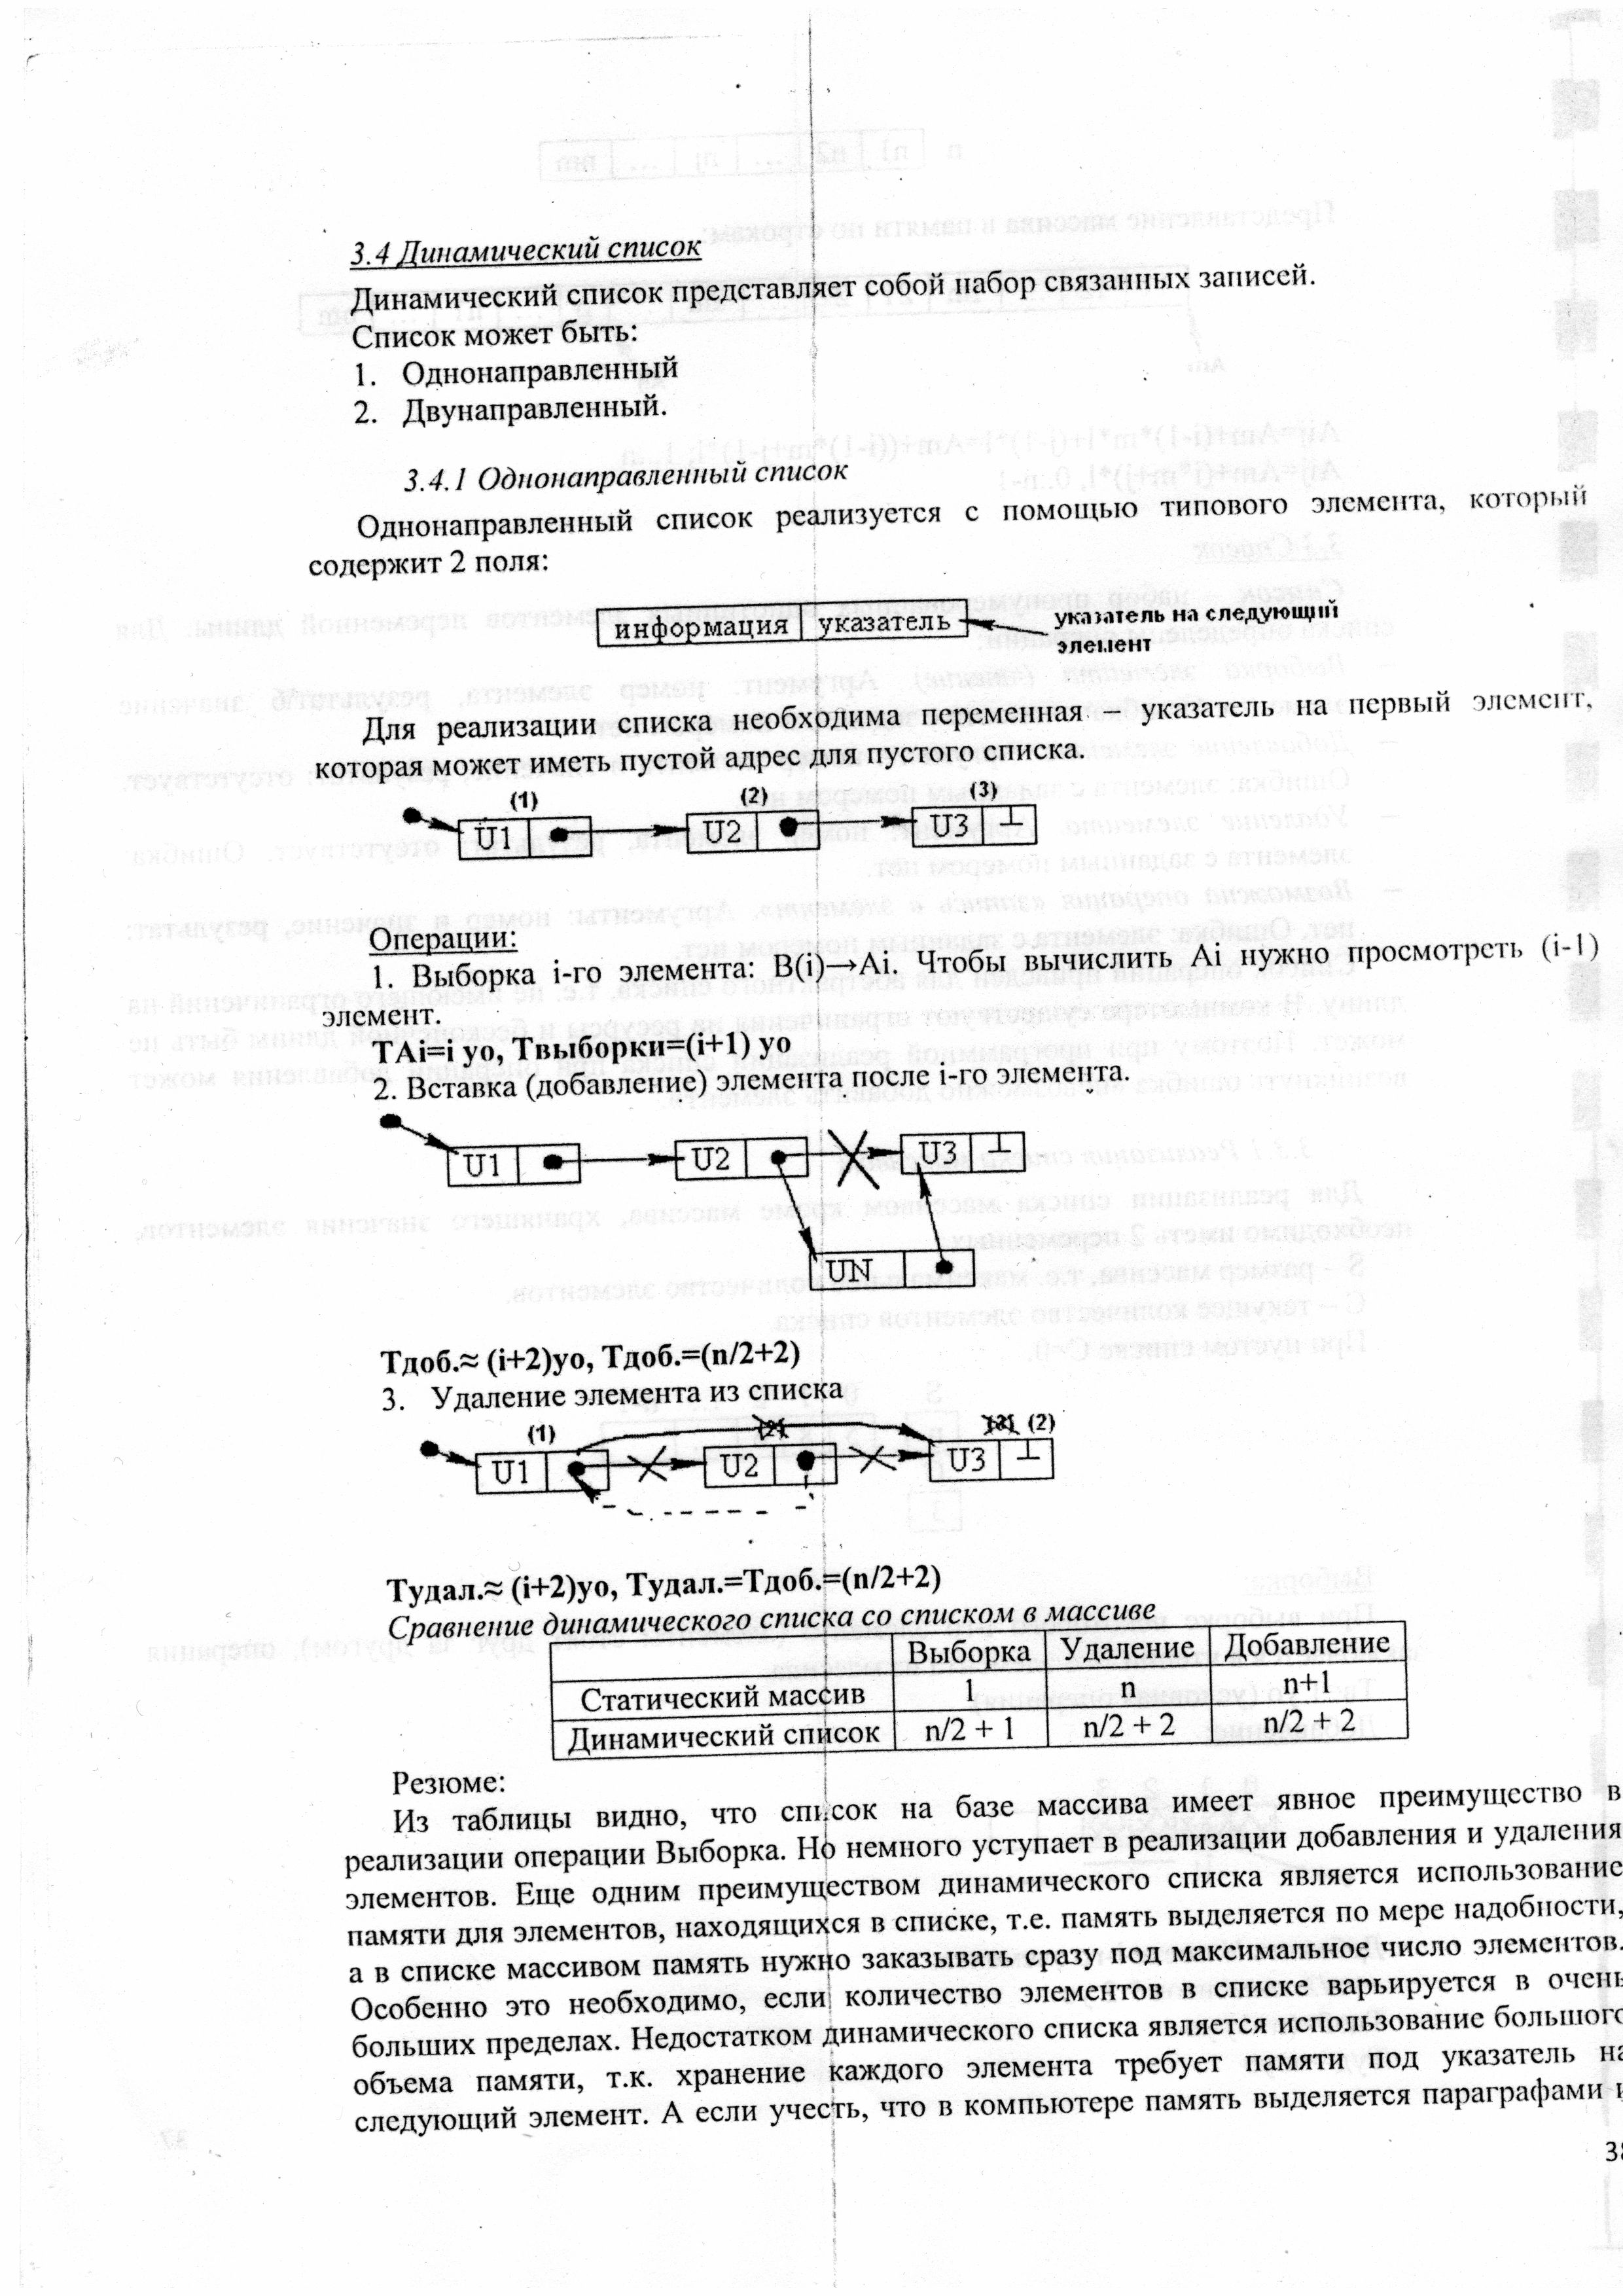 3.4 Динамический список
Динамический список представляет собой набор связанных записей.
Список может быть:
1. Однонаправленный
2. Двунаправленный.
3.4.1 Однонаправленный список
Однонаправленный список реализуется с помощью типового элемента, который
содержит 2 поля:
информация указатель указатель на следующий
элемент
Для реализации списка необходима переменная – указатель на первый элемент,
которая может иметь пустой адрес для пустого списка.
(1) (2) (3)
U1 U2 U3
Операции:
1. Выборка i-го элемента: B(i)→Ai. Чтобы вычислить Ai нужно просмотреть (i-1)
элемент.
TAi=i уо, Tвыборки=(i+1) уо
2. Вставка (добавление) элемента после i-го элемента.
U1 U2 U3
UN
Тдоб.≈ (i+2)уо, Тдоб.=(n/2+2)
3. Удаление элемента из списка
(1) (2) (3) (2)
U1 U2 U3
Тудал.≈ (i+2)уо, Тудал.=Тдоб.=(n/2+2)
Сравнение динамического списка со списком в массиве
Выборка Удаление Добавление
Статический массив 1 n n+1
Динамический список n/2 + 1 n/2 + 2 n/2 + 2
Резюме:
Из таблицы видно, что список на базе массива имеет явное преимущество в
реализации операции Выборка. Но немного уступает в реализации добавления и удаления
элементов. Еще одним преимуществом динамического списка является использование
памяти для элементов, находящихся в списке, т.е. память выделяется по мере надобности,
а в списке массивом память нужно заказывать сразу под максимальное число элементов.
Особенно это необходимо, если количество элементов в списке варьируется в очень
больших пределах. Недостатком динамического списка является использование большого
объема памяти, т.к. хранение каждого элемента требует памяти под указатель на
следующий элемент. А если учесть, что в компьютере память выделяется параграфами
38